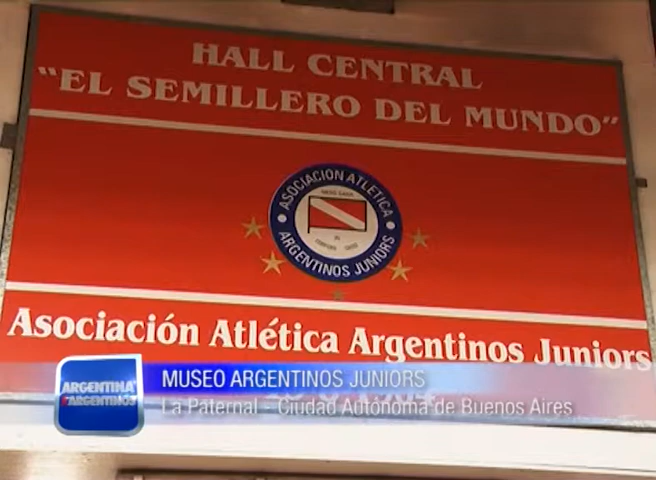 HALL CENTRAL
“EL SEMILLERO DEL MUNDO”
ASOCIACION ATLETICA
ARGENTINOS JUNIORS
Asociación Atlética Argentinos Juniors
ARGENTINA
ARGENTINOS
MUSEO ARGENTINOS JUNIORS
La Paternal - Ciudad Autónoma de Buenos Aires